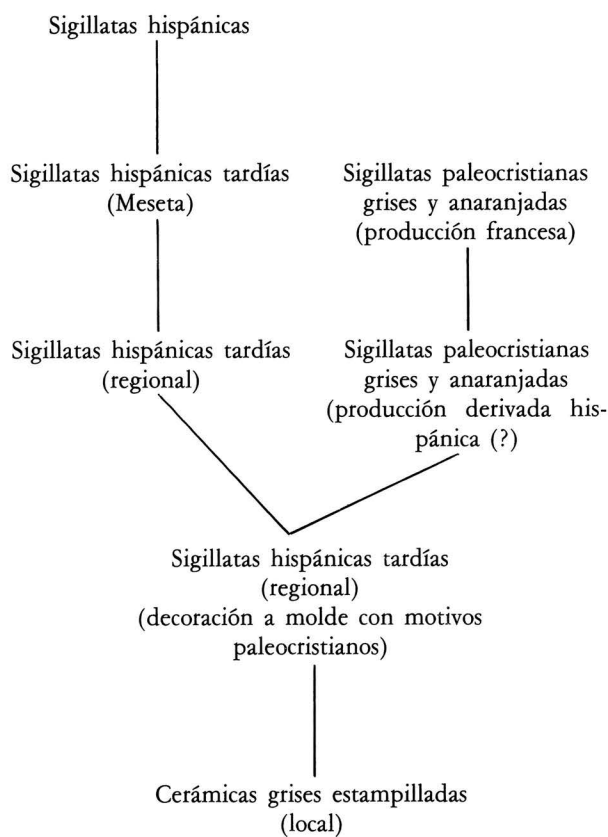 Sigillatas hispánicas
Sigillatas hispánicas tardías
(Meseta)
Sigillatas paleocristianas
grises y anaranjadas
(producción francesa)
Sigillatas hispánicas tardías
(regional)
Sigillatas paleocristianas
grises y anaranjadas
(producción derivada his-
pánica (?)
Sigillatas hispánicas tardías
(regional)
(decoración a molde con motivos
paleocristianos)
Cerámicas grises estampilladas
(local)